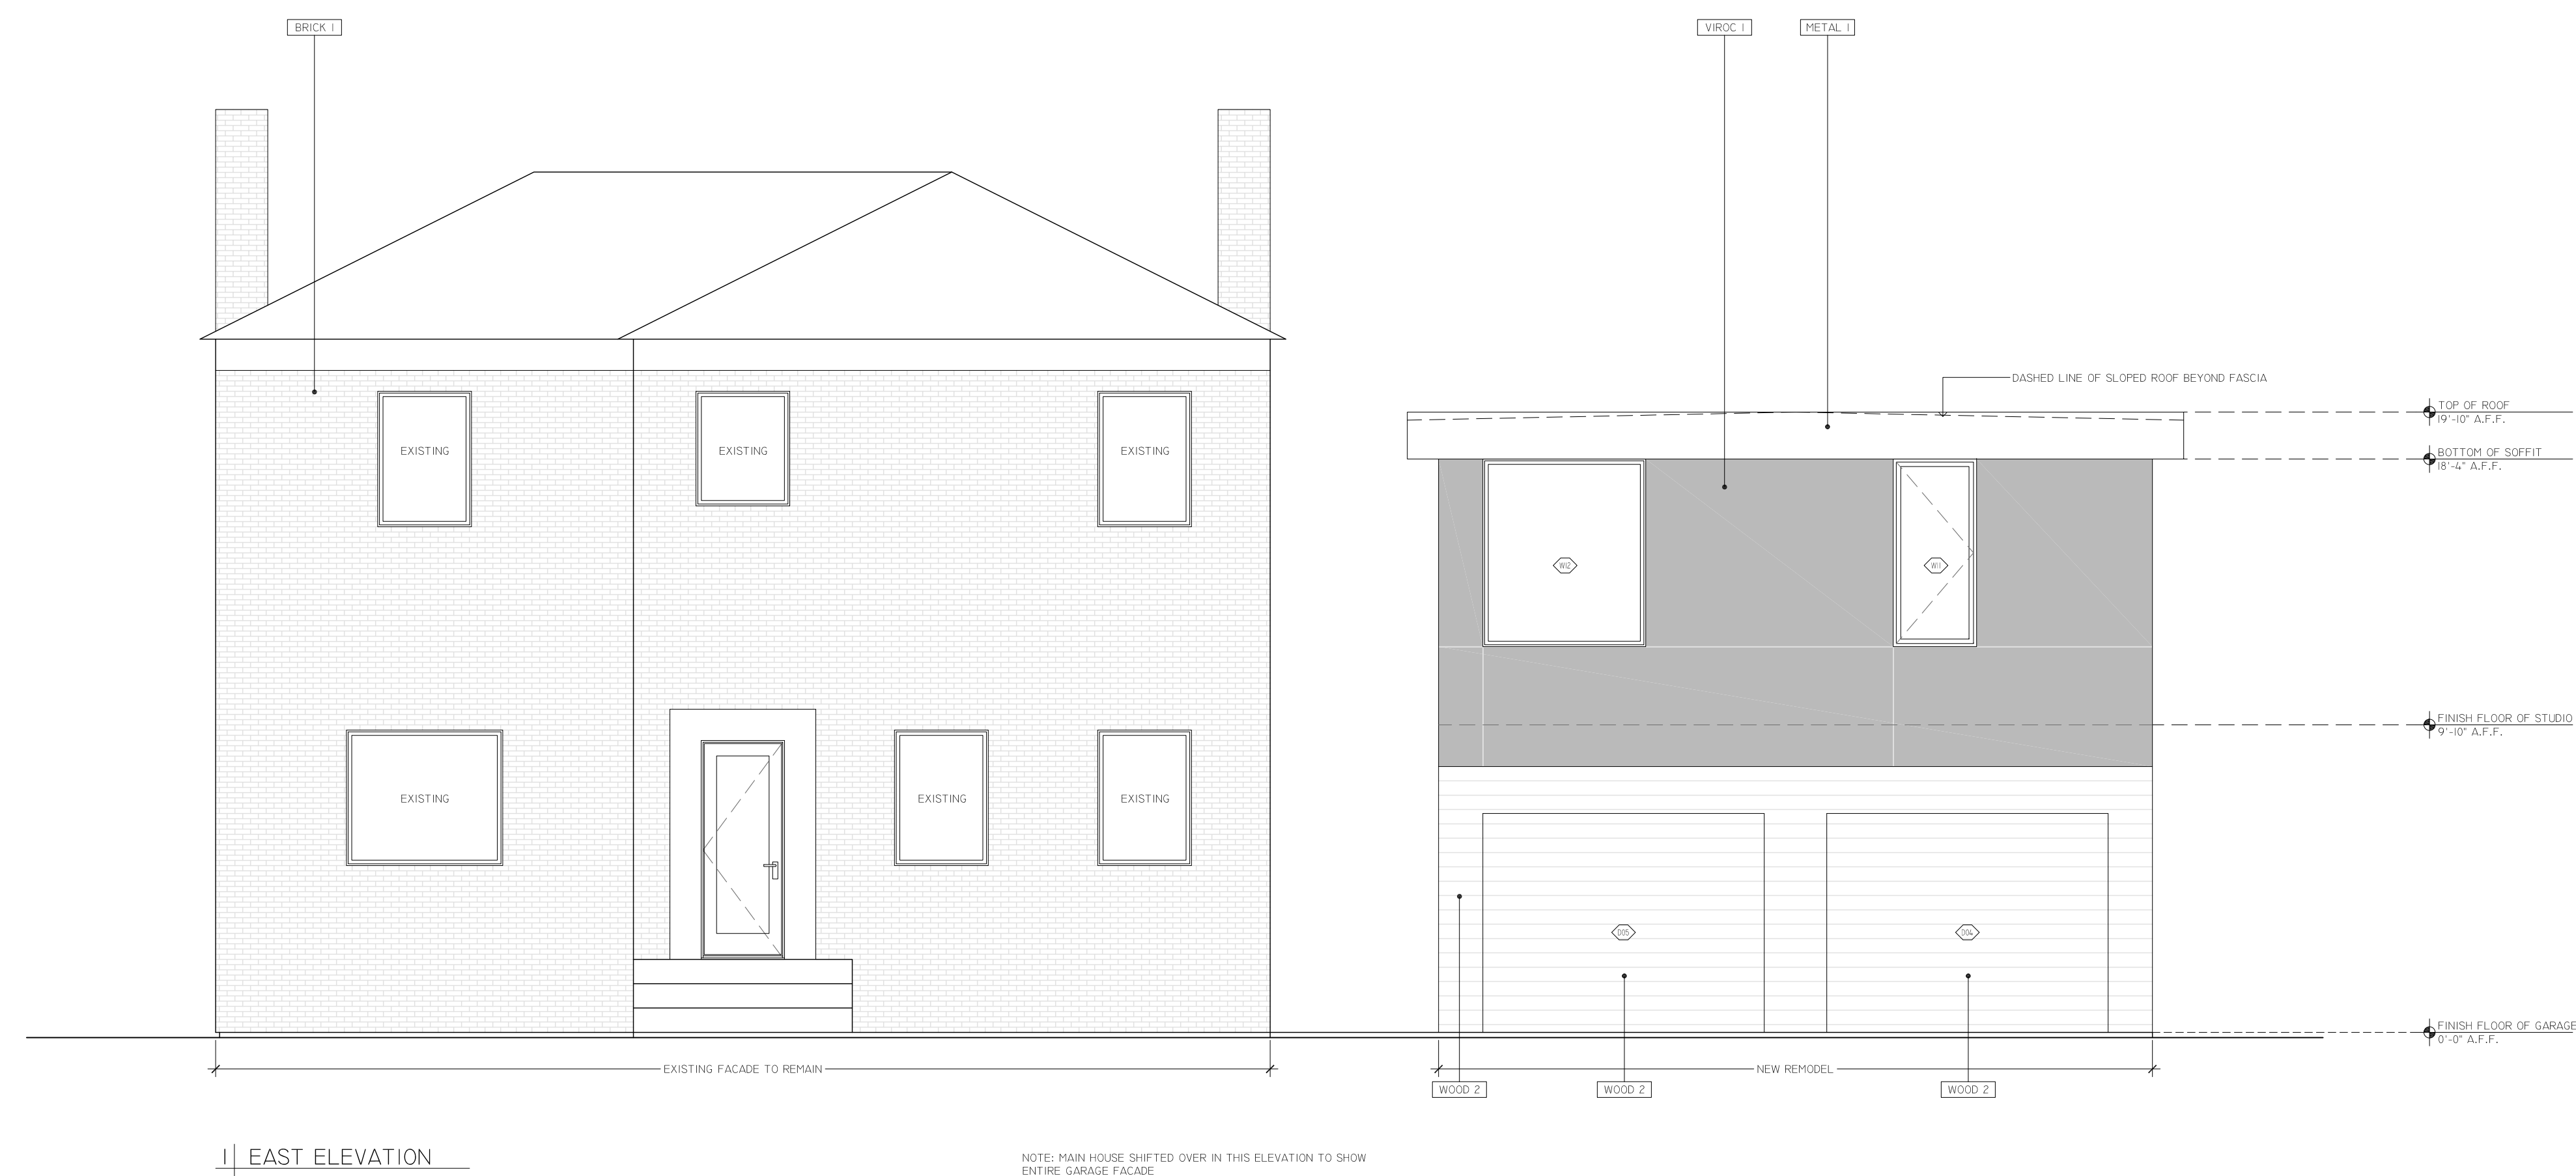 BRICK 1
VIROC 1
METAL 1
DASHED LINE OF SLOPED ROOF BEYOND FASCIA
TOP OF ROOF
19'-10" A.F.F.
EXISTING
EXISTING
EXISTING
BOTTOM OF SOFFIT
18'-4" A.F.F.
W12
W11
FINISH FLOOR OF STUDIO
9'-10" A.F.F.
EXISTING
EXISTING
EXISTING
D05
D04
FINISH FLOOR OF GARAGE
0'-0" A.F.F.
EXISTING FACADE TO REMAIN
NEW REMODEL
WOOD 2
WOOD 2
WOOD 2
1 EAST ELEVATION
NOTE: MAIN HOUSE SHIFTED OVER IN THIS ELEVATION TO SHOW
ENTIRE GARAGE FACADE